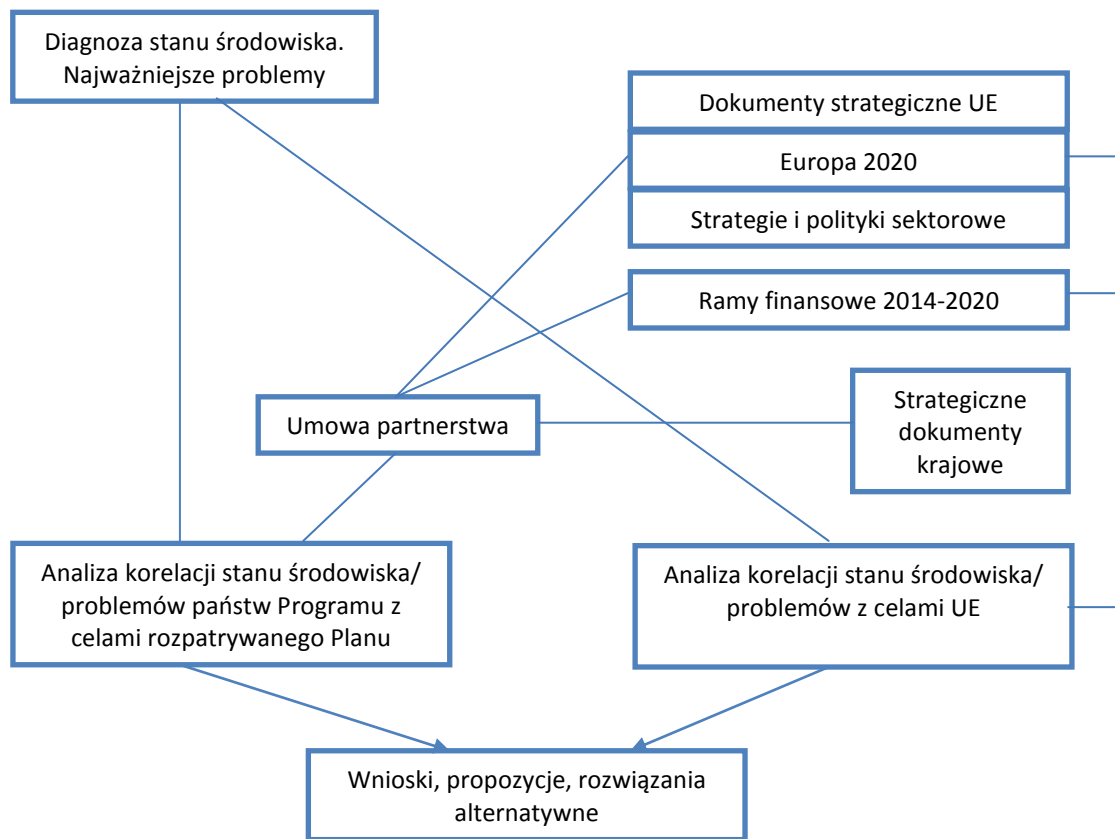 Diagnoza stanu środowiska.
Najważniejsze problemy
Dokumenty strategiczne UE
Europa 2020
Strategie i polityki sektorowe
Ramy finansowe 2014-2020
Umowa partnerstwa
Strategiczne
dokumenty
krajowe
Analiza korelacji stanu środowiska/
problemów państw Programu z
celami rozpatrywanego Planu
Analiza korelacji stanu środowiska/
problemów z celami UE
Wnioski, propozycje, rozwiązania
alternatywne